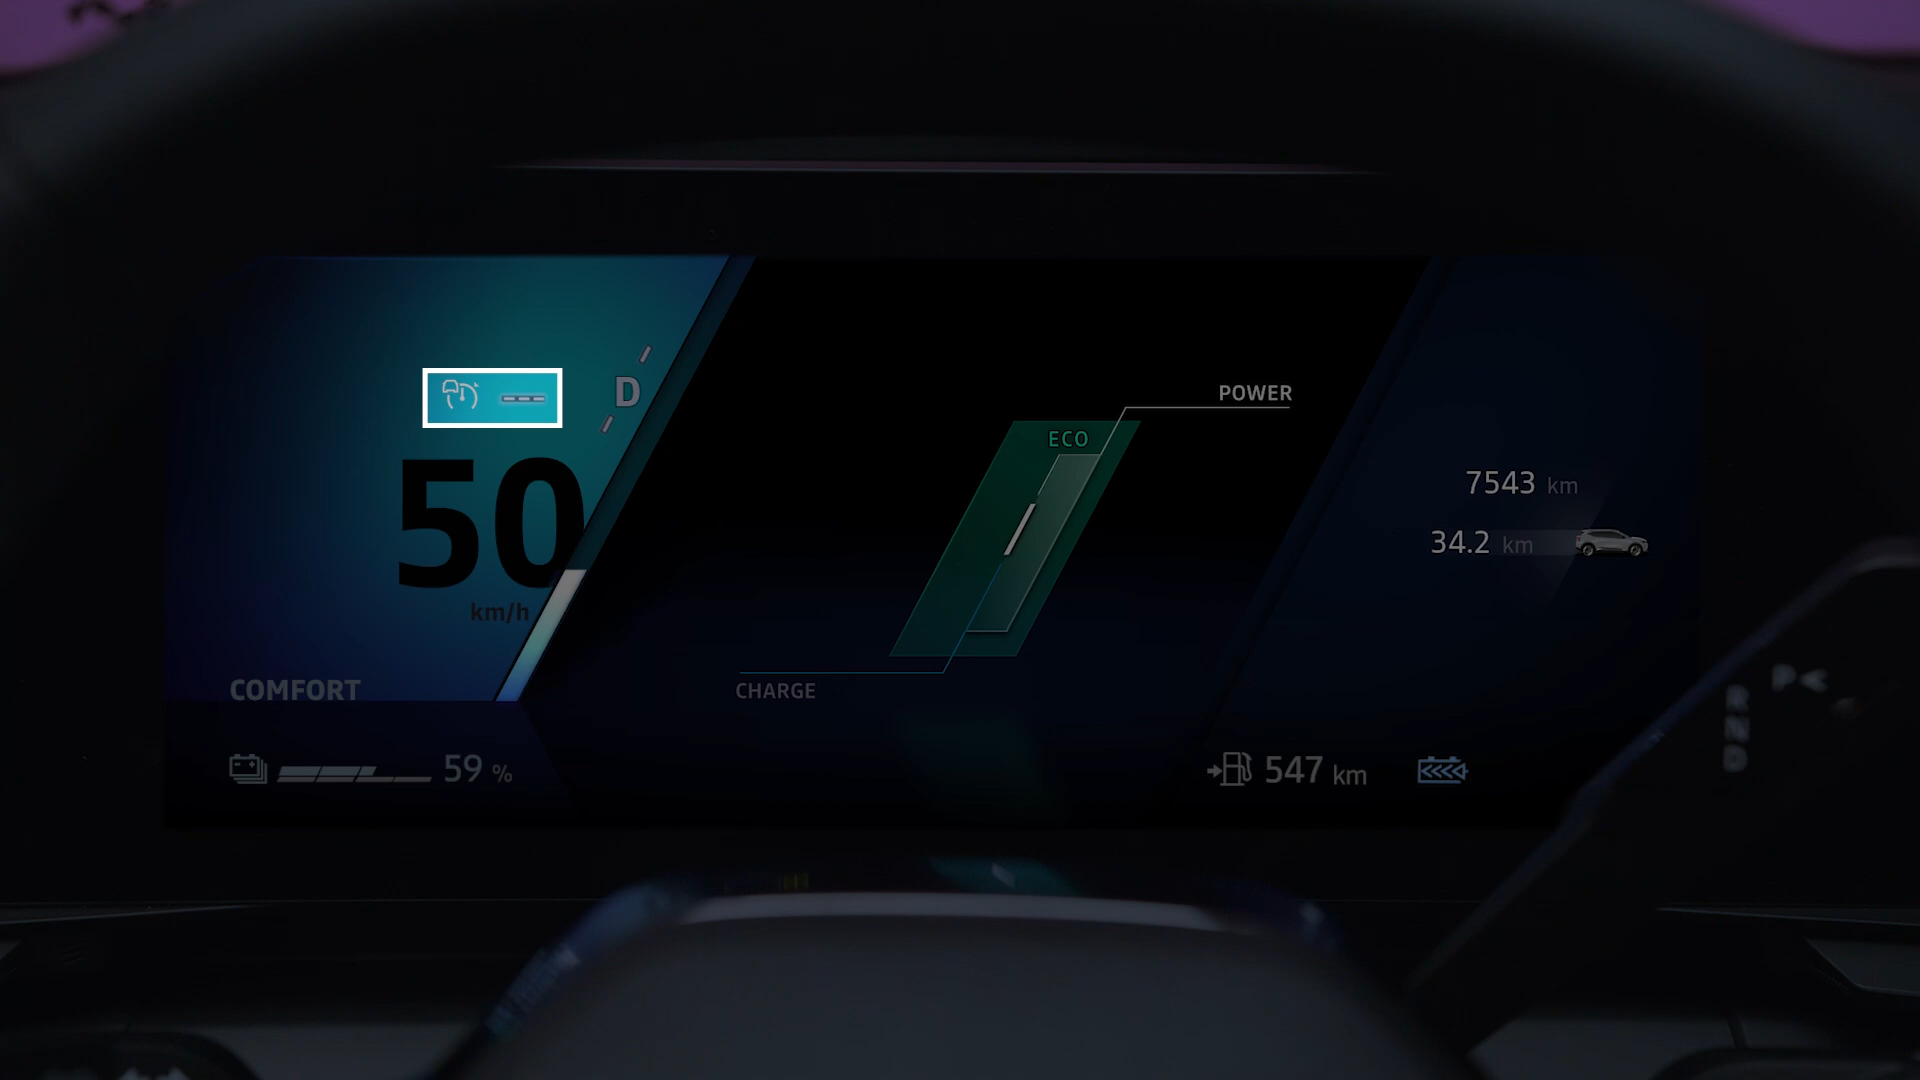 D
50
km/h
COMFORT
59 %
POWER
ECO
CHARGE
7543 km
34.2 km
547 km
P
R
N
D